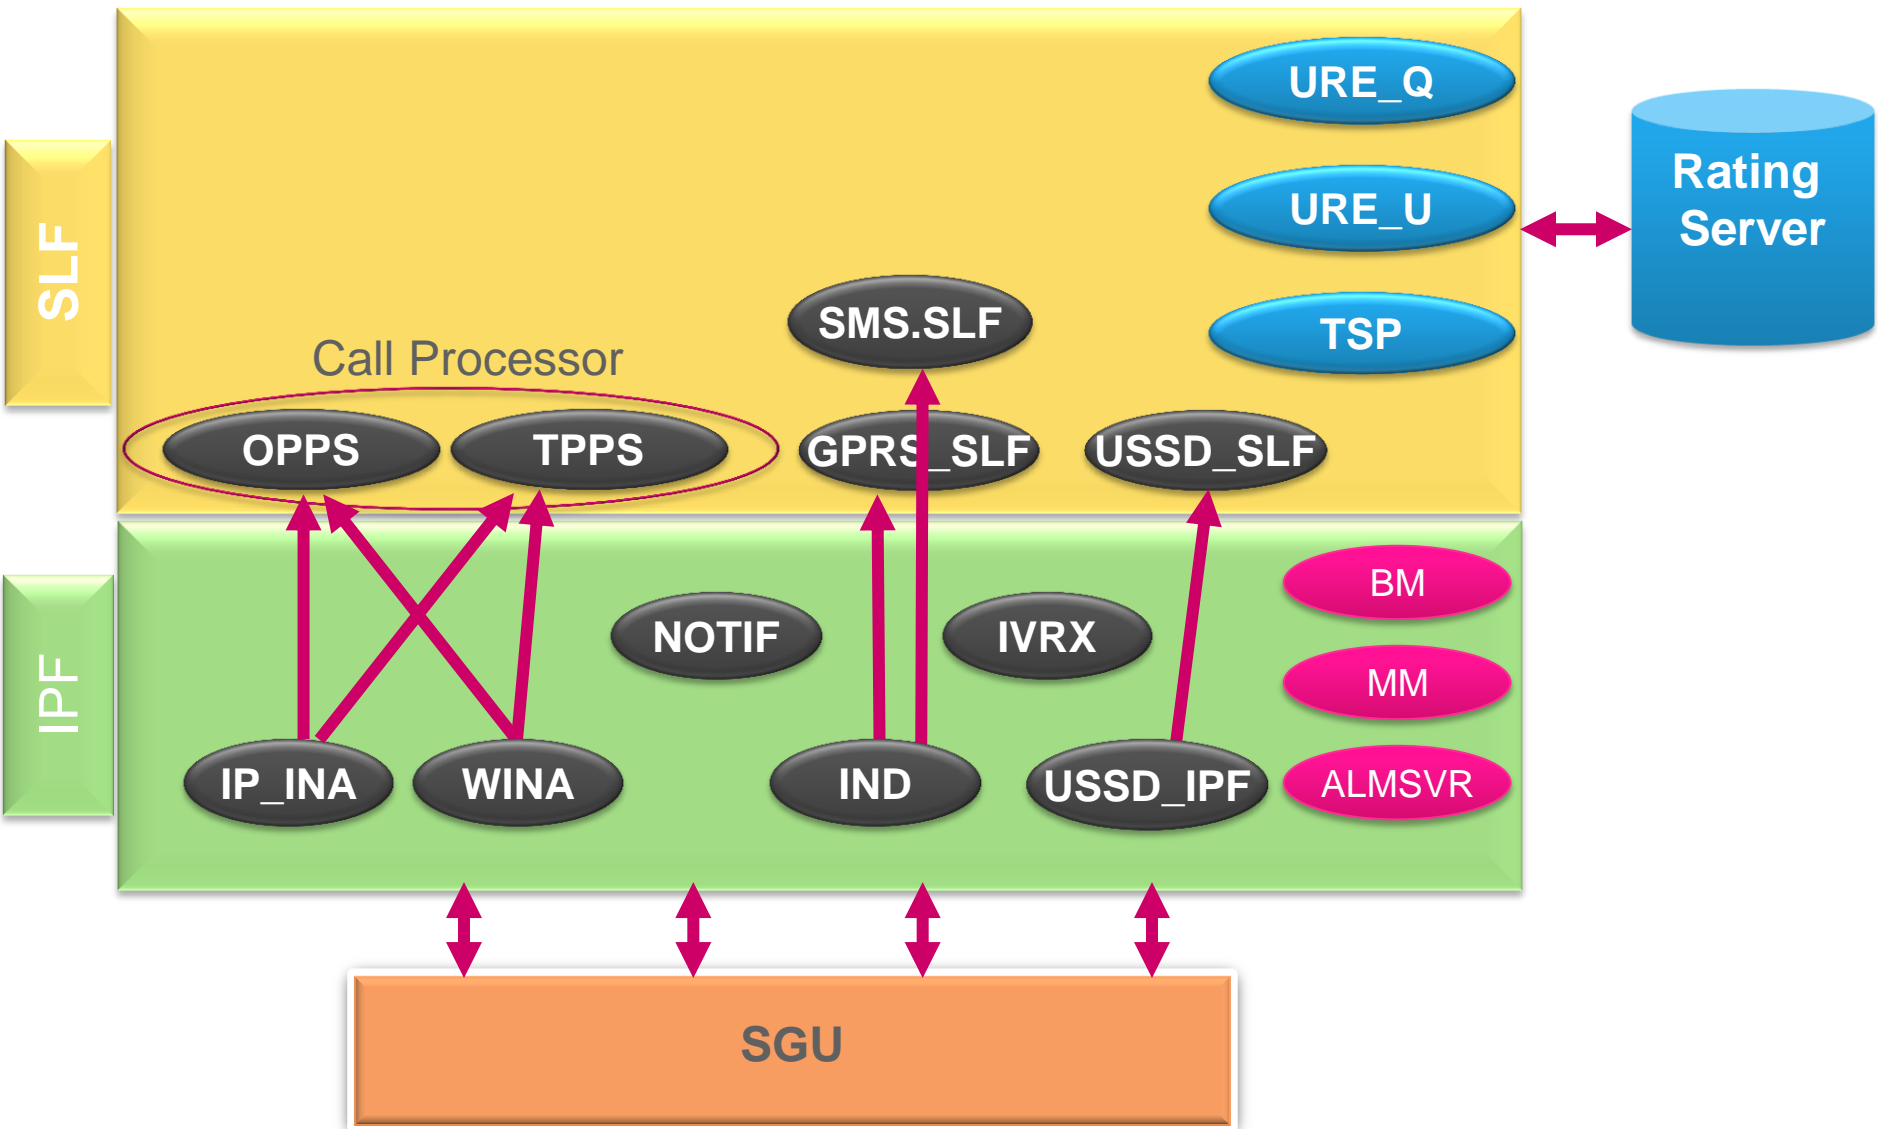 URE_Q
Rating
Server
URE_U
SLF
SMS.SLF
TSP
Call Processor
OPPS
TPPS
GPRS_SLF
USSD_SLF
BM
NOTIF
IVRX
IPF
MM
IP_INA
WINA
IND
USSD_IPF
ALMSVR
SGU